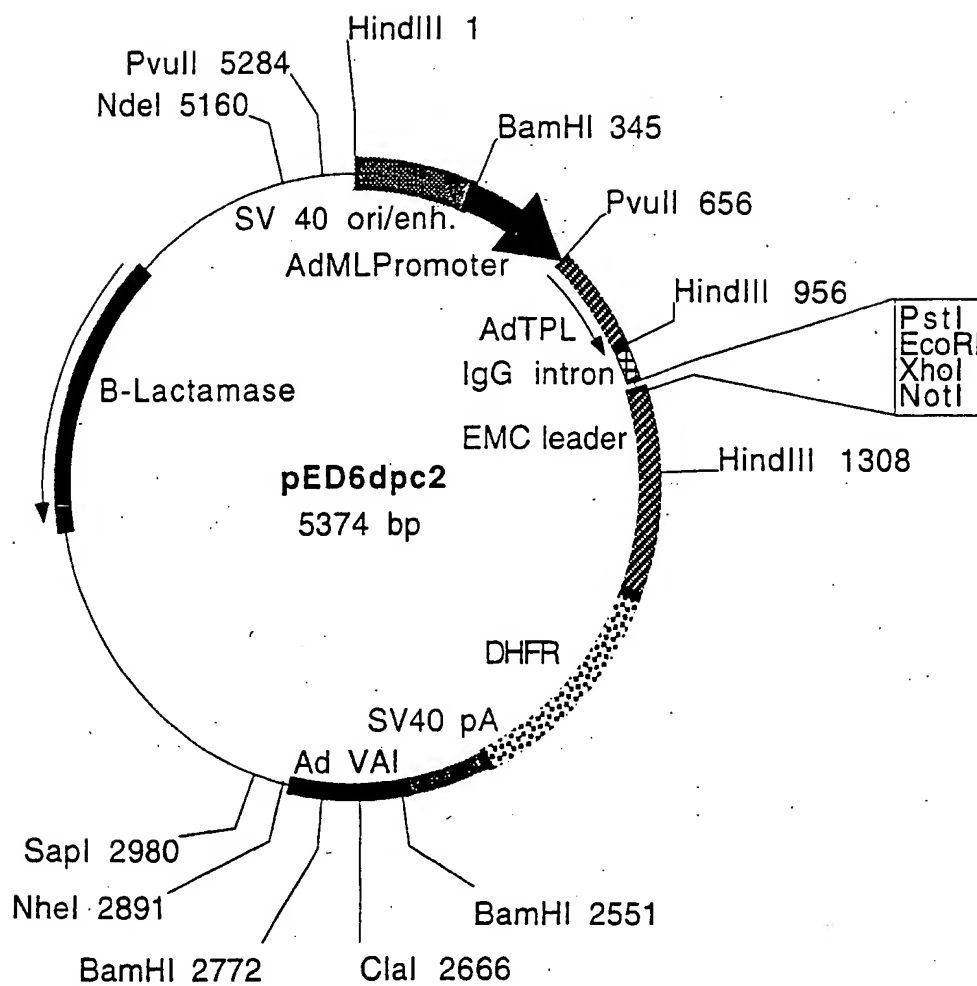 HindIII 1
PvuII 5284
NdeI 5160
BamHI 345
SV 40 ori/enh.
PvuII 656
AdMLPromoter
HindIII 956
PstI
EcoRI
XhoI
NotI
AdTPL
IgG intron
B-Lactamase
EMC leader
HindIII 1308
pED6dpc2
5374 bp
DHFR
SV40 pA
Ad VAI
SapI 2980
NheI 2891
BamHI 2551
BamHI 2772
ClaI 2666